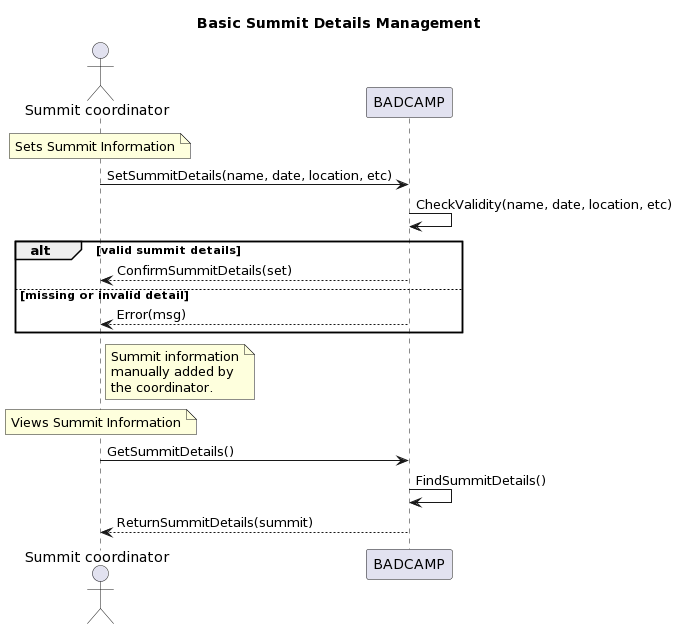 Basic Summit Details Management
Summit coordinator
BADCAMP
Sets Summit Information
SetSummitDetails(name, date, location, etc)
CheckValidity(name, date, location, etc)
alt
[valid summit details]
ConfirmSummitDetails(set)
[missing or invalid detail]
Error(msg)
Summit information
manually added by
the coordinator.
Views Summit Information
GetSummitDetails()
FindSummitDetails()
ReturnSummitDetails(summit)
Summit coordinator
BADCAMP